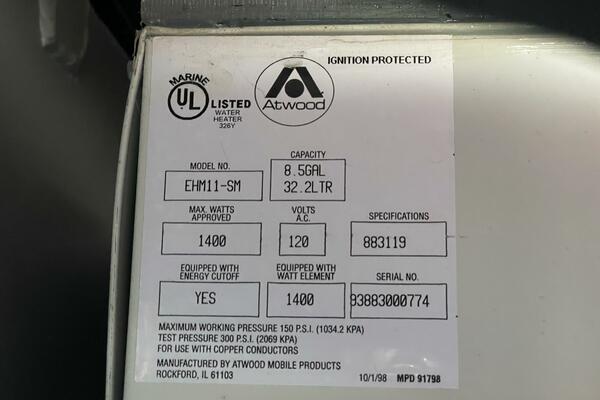 IGNITION PROTECTED
MARINE
UL LISTED
WATER
HEATER
326Y
Atwood
MODEL NO.
EHM11-SM
CAPACITY
8.5GAL
32.2LTR
MAX. WATTS
APPROVED
1400
VOLTS
A.C.
120
SPECIFICATIONS
883119
EQUIPPED WITH
ENERGY CUTOFF
YES
EQUIPPED WITH
WATT ELEMENT
1400
SERIAL NO.
93883000774
MAXIMUM WORKING PRESSURE 150 P.S.I. (1034.2 KPA)
TEST PRESSURE 300 P.S.I. (2069 KPA)
FOR USE WITH COPPER CONDUCTORS
MANUFACTURED BY ATWOOD MOBILE PRODUCTS
ROCKFORD, IL 61103
10/1/98 MPD 91798